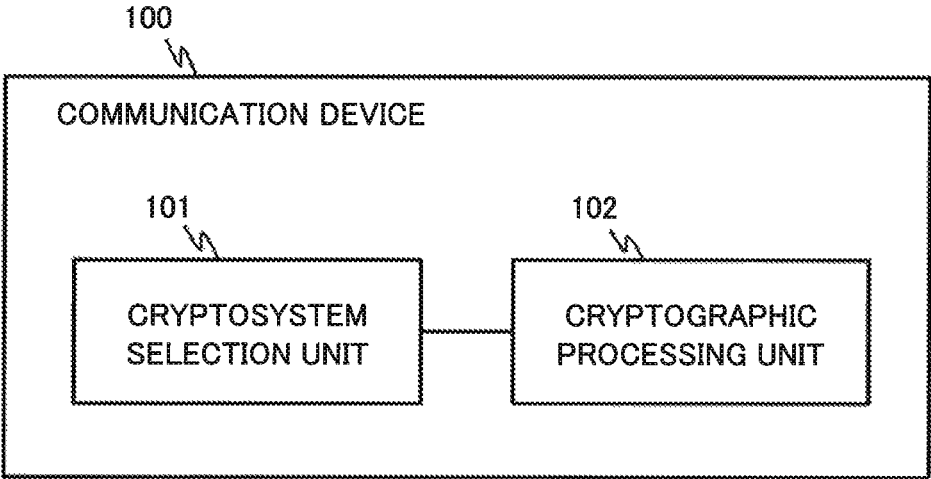 100
COMMUNICATION DEVICE
101
102
CRYPTOSYSTEM
SELECTION UNIT
CRYPTOGRAPHIC
PROCESSING UNIT